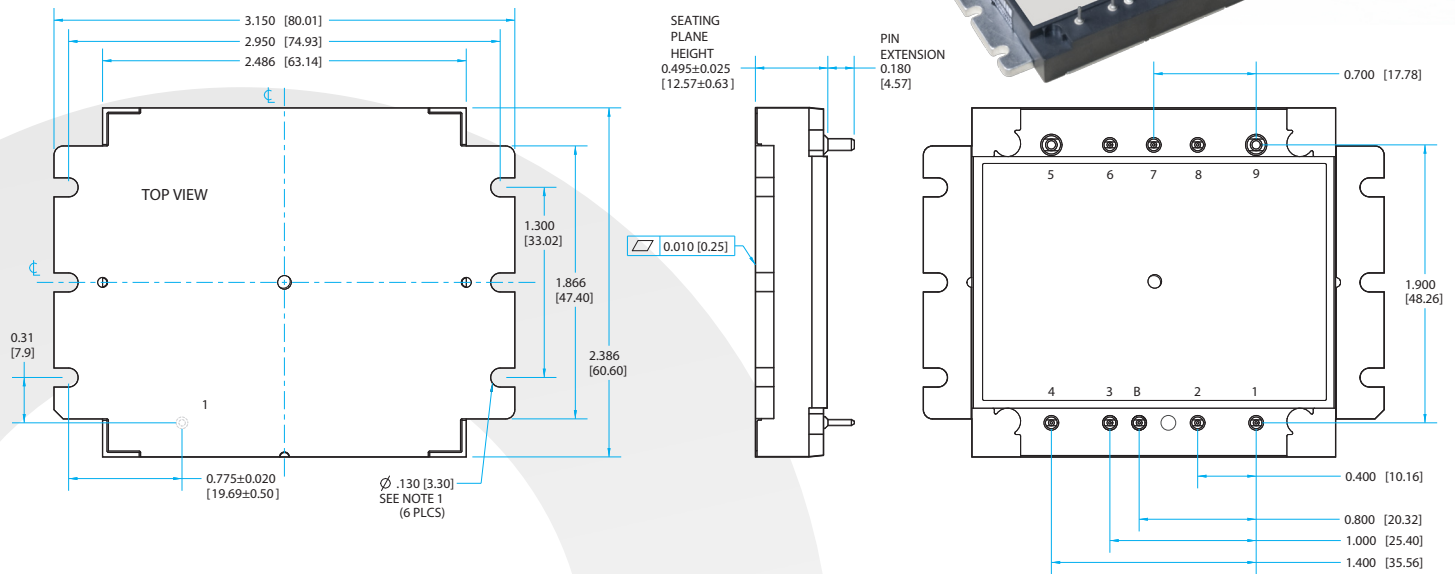 3.150 [80.01]
2.950 [74.93]
2.486 [63.14]
℄
TOP VIEW
℄
1.300
[33.02]
1.866
[47.40]
2.386
[60.60]
0.31
[7.9]
1
0.775±0.020
[19.69±0.50]
Ø .130 [3.30]
SEE NOTE 1
(6 PLCS)
SEATING
PLANE
HEIGHT
0.495±0.025
[12.57±0.63]
PIN
EXTENSION
0.180
[4.57]
⏥ 0.010 [0.25]
0.700 [17.78]
5 6 7 8 9
1.900
[48.26]
4 3 B 2 1
0.400 [10.16]
0.800 [20.32]
1.000 [25.40]
1.400 [35.56]